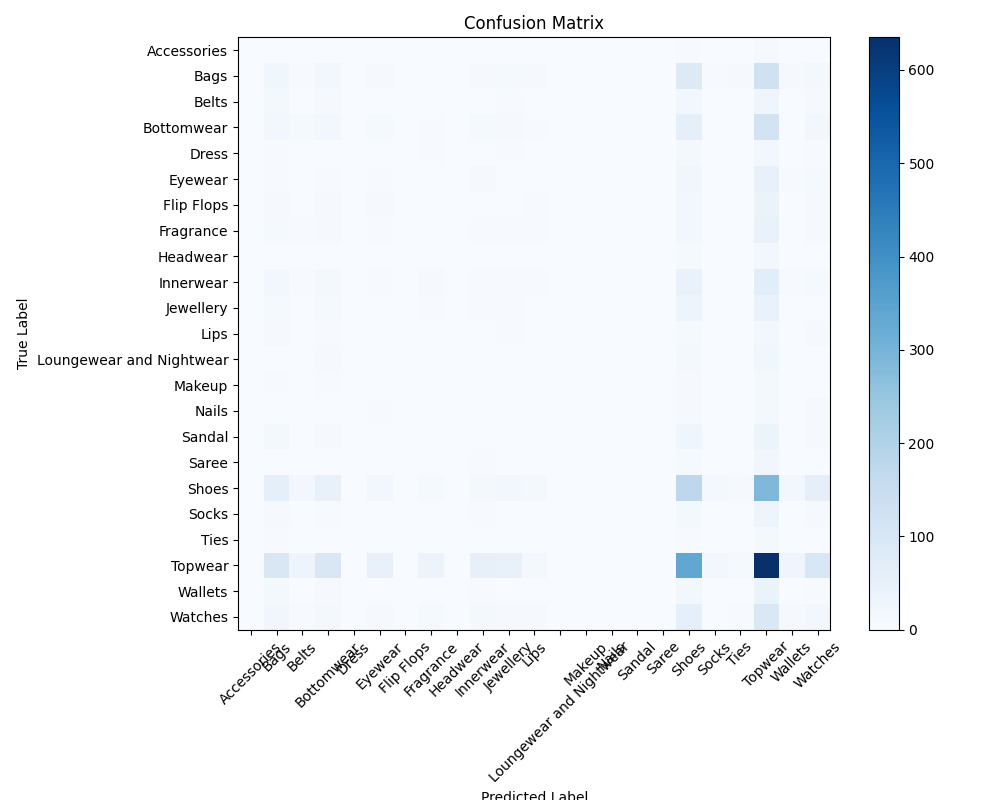 Confusion Matrix
True Label
Accessories
Bags
Belts
Bottomwear
Dress
Eyewear
Flip Flops
Fragrance
Headwear
Innerwear
Jewellery
Lips
Loungewear and Nightwear
Makeup
Nails
Sandal
Saree
Shoes
Socks
Ties
Topwear
Wallets
Watches
Accessories
Bags
Belts
Bottomwear
Dress
Eyewear
Flip Flops
Fragrance
Headwear
Innerwear
Jewellery
Lips
Loungewear and Nightwear
Makeup
Nails
Sandal
Saree
Shoes
Socks
Ties
Topwear
Wallets
Watches
Predicted Label
600
500
400
300
200
100
0